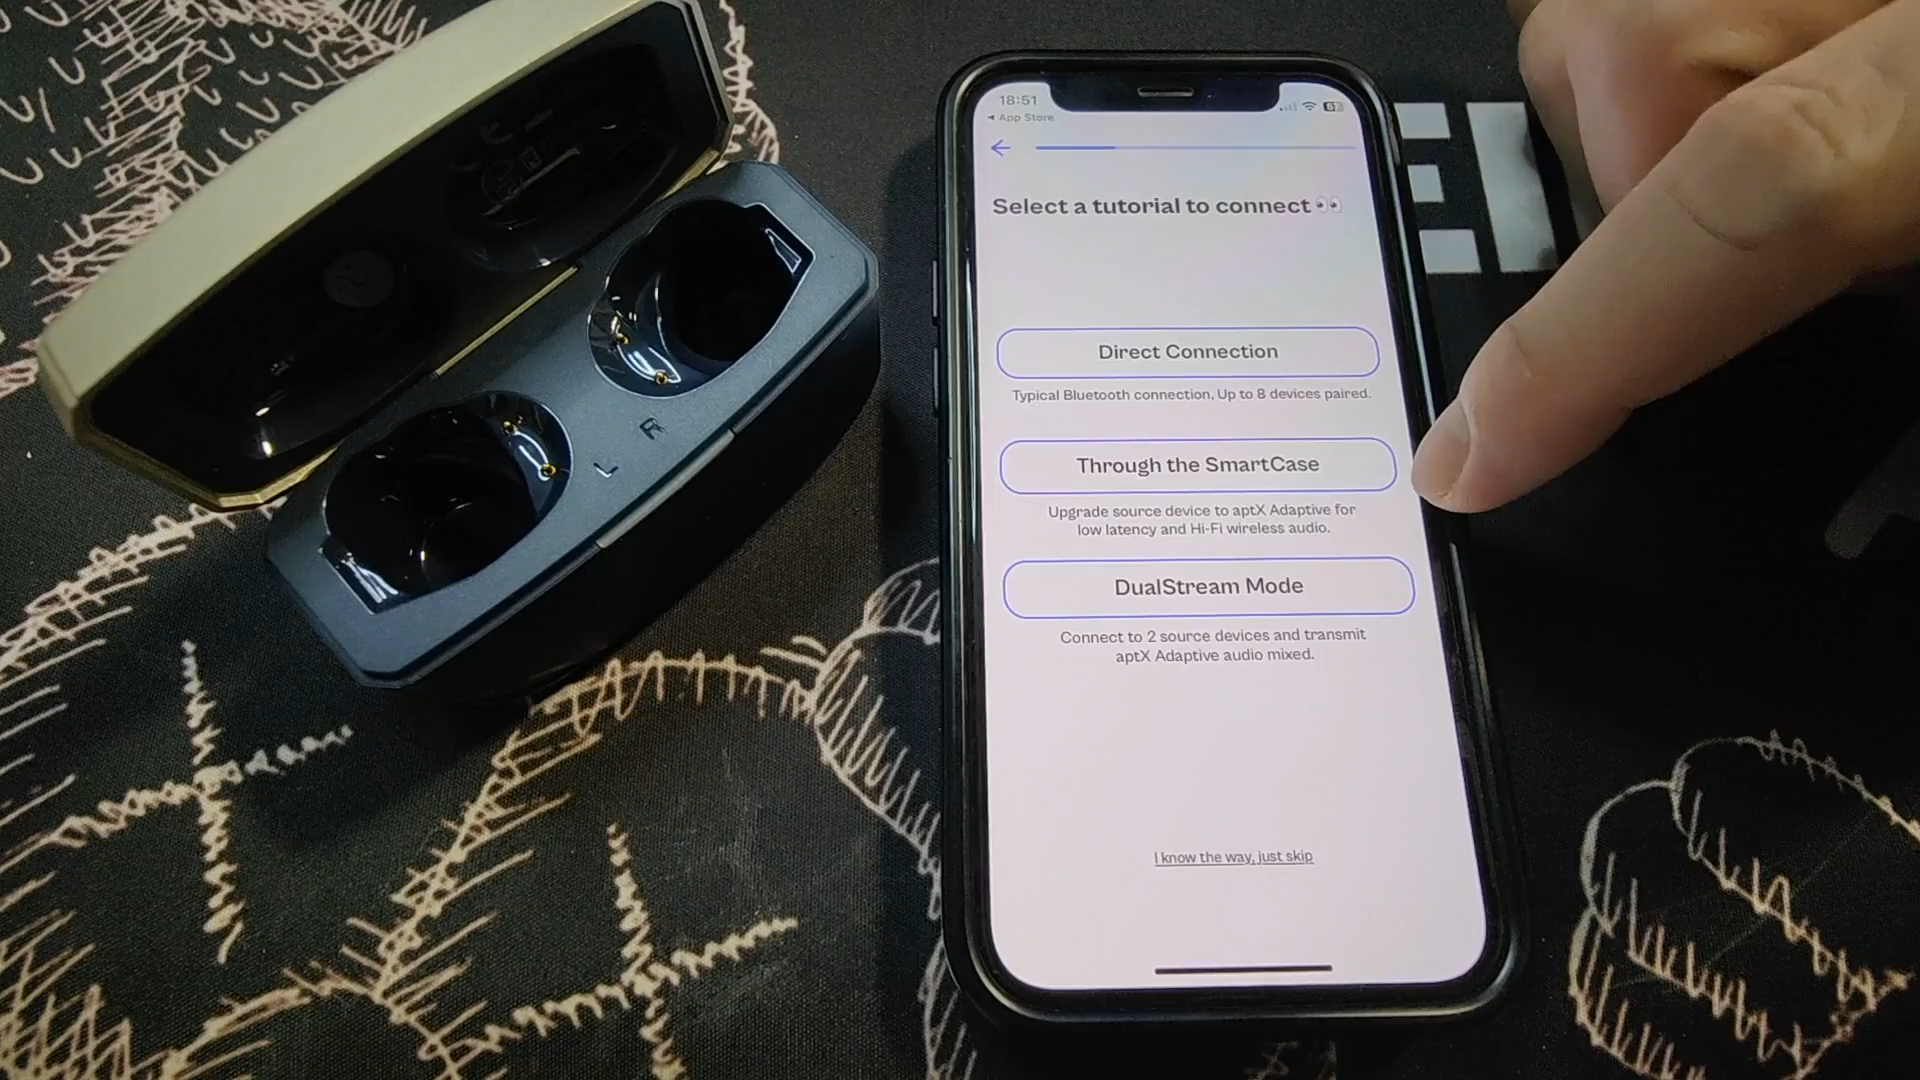 18:51
67
◂ App Store
Select a tutorial to connect 👀
Direct Connection
Typical Bluetooth connection, Up to 8 devices paired.
Through the SmartCase
Upgrade source device to aptX Adaptive for
low latency and Hi-Fi wireless audio.
DualStream Mode
Connect to 2 source devices and transmit
aptX Adaptive audio mixed.
I know the way, just skip
R
L